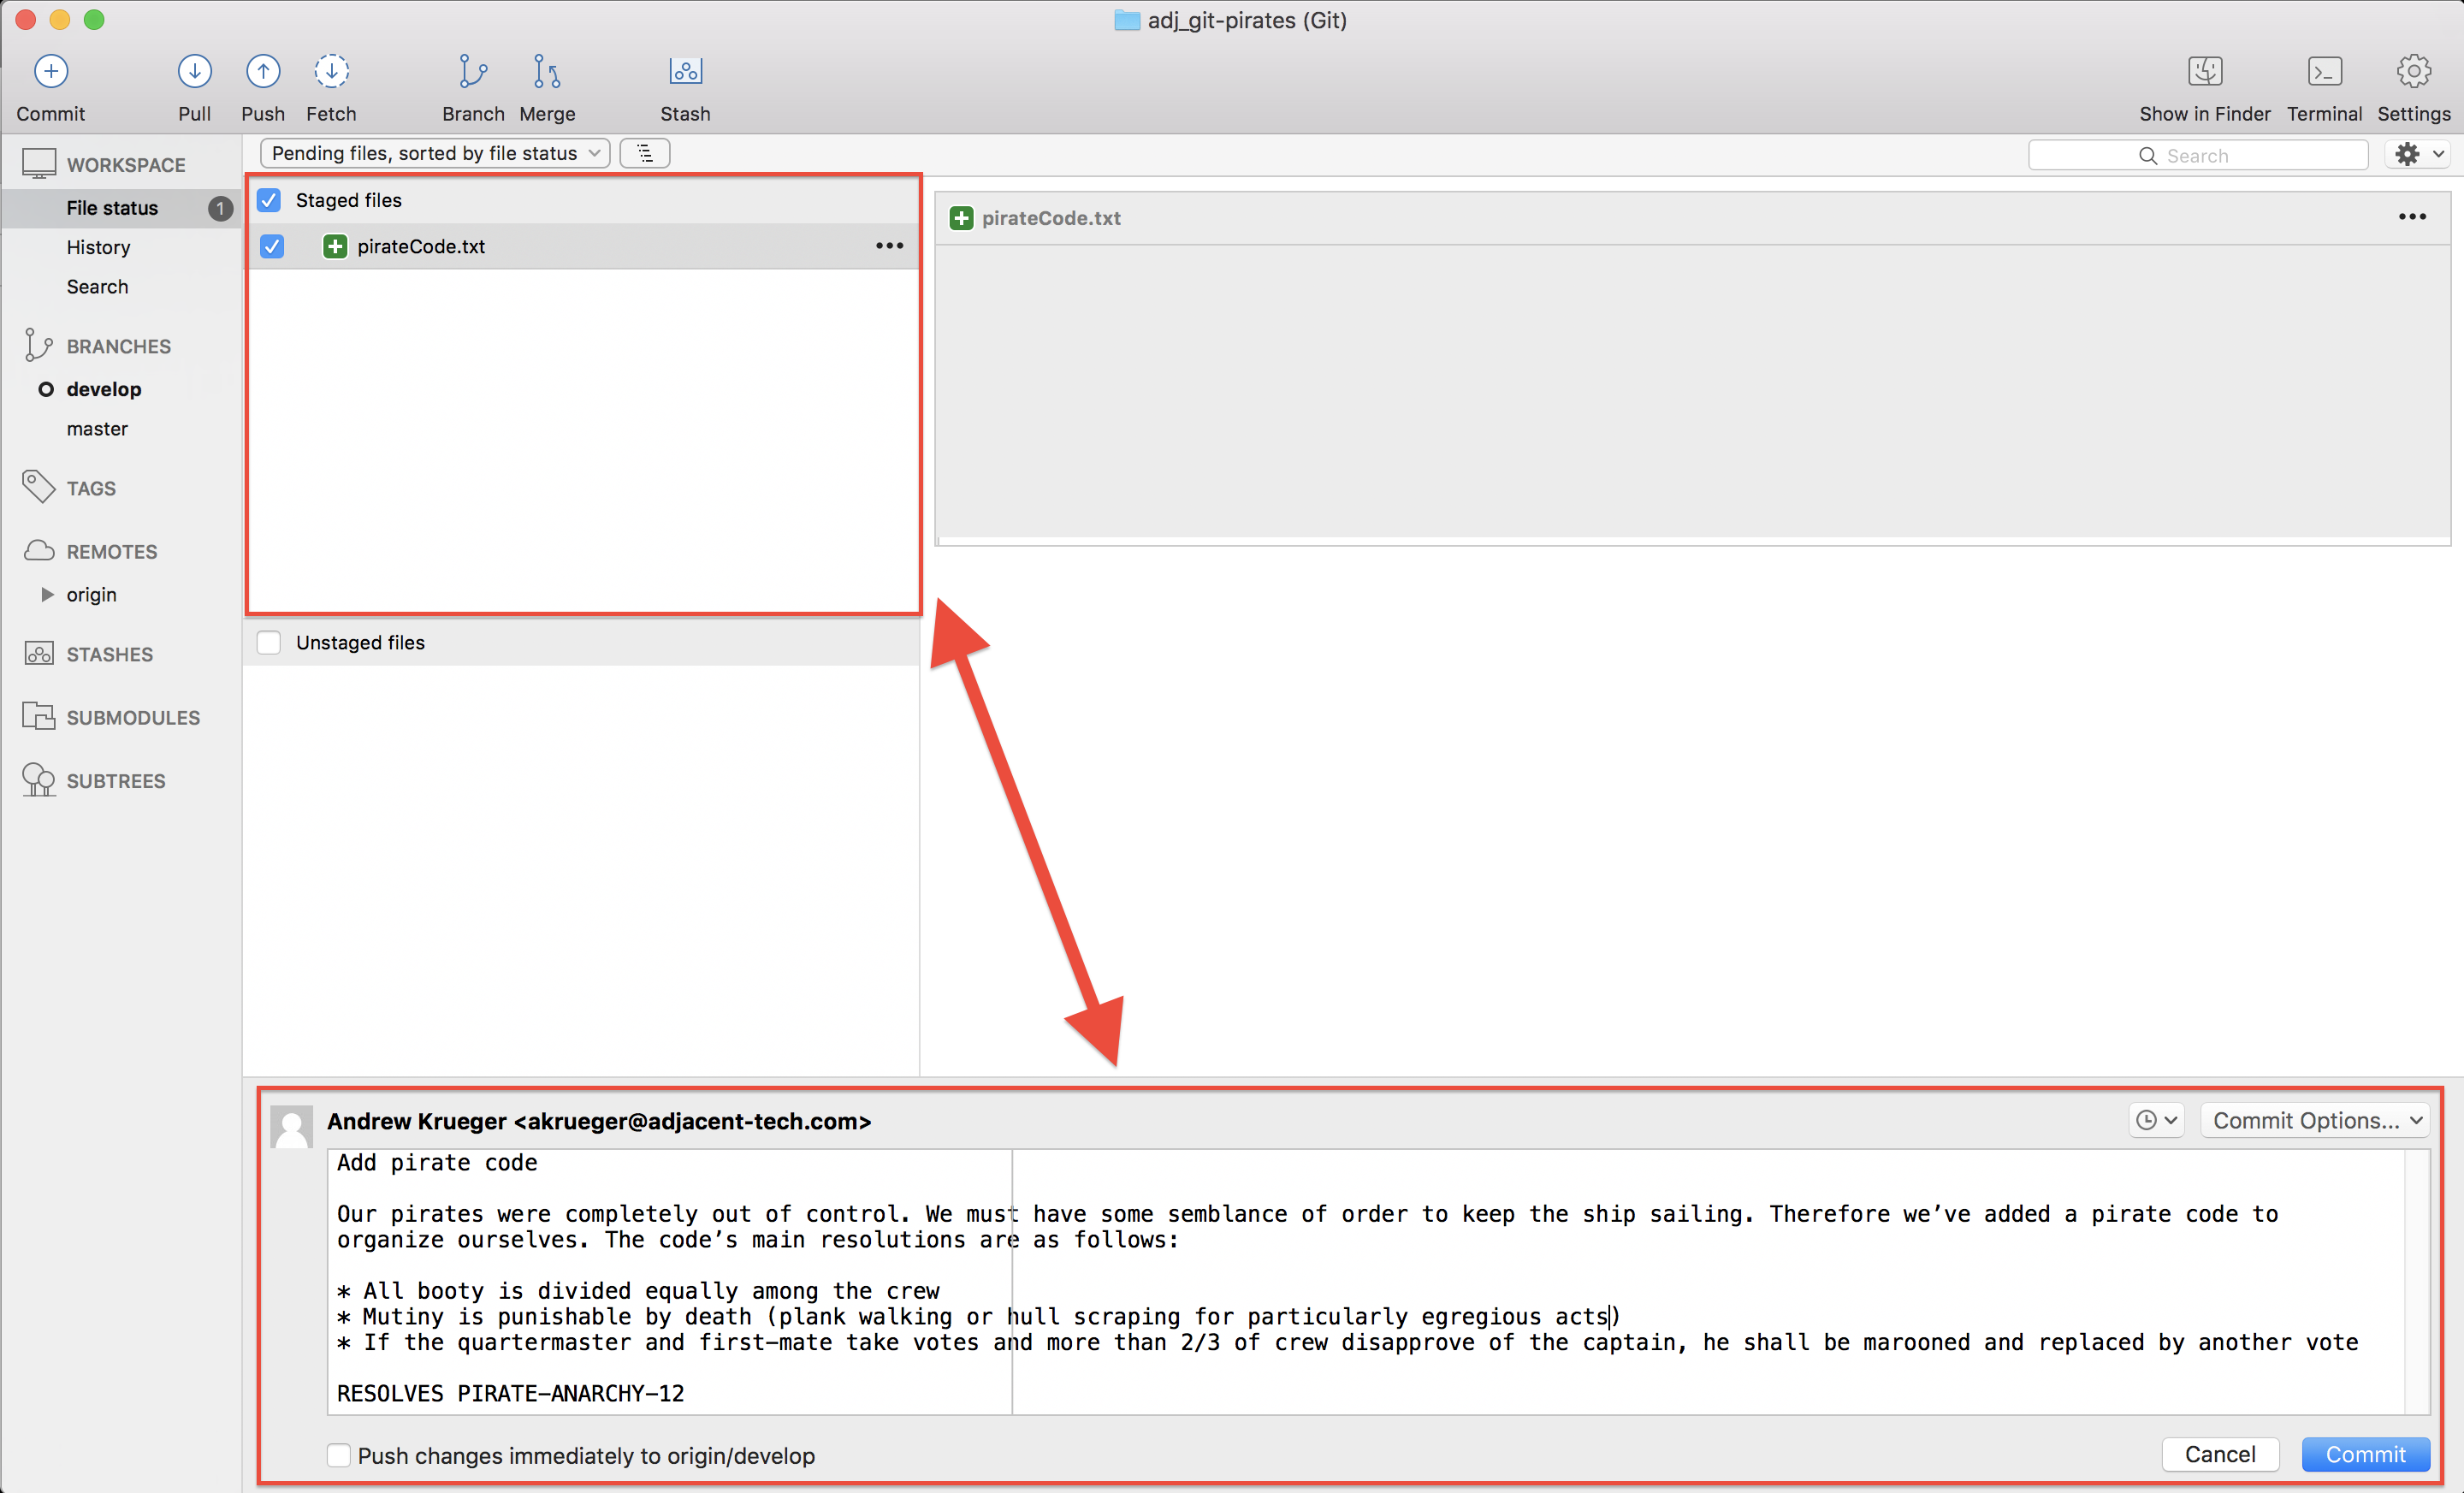 adj_git-pirates (Git)
Commit Pull Push Fetch Branch Merge Stash Show in Finder Terminal Settings
WORKSPACE
File status 1
History
Search
BRANCHES
develop
master
TAGS
REMOTES
origin
STASHES
SUBMODULES
SUBTREES
Pending files, sorted by file status
Search
Staged files
pirateCode.txt
Unstaged files
pirateCode.txt
Andrew Krueger <akrueger@adjacent-tech.com>
Commit Options...
Add pirate code
Our pirates were completely out of control. We must have some semblance of order to keep the ship sailing. Therefore we’ve added a pirate code to
organize ourselves. The code’s main resolutions are as follows:
* All booty is divided equally among the crew
* Mutiny is punishable by death (plank walking or hull scraping for particularly egregious acts)
* If the quartermaster and first-mate take votes and more than 2/3 of crew disapprove of the captain, he shall be marooned and replaced by another vote
RESOLVES PIRATE-ANARCHY-12
Push changes immediately to origin/develop
Cancel Commit